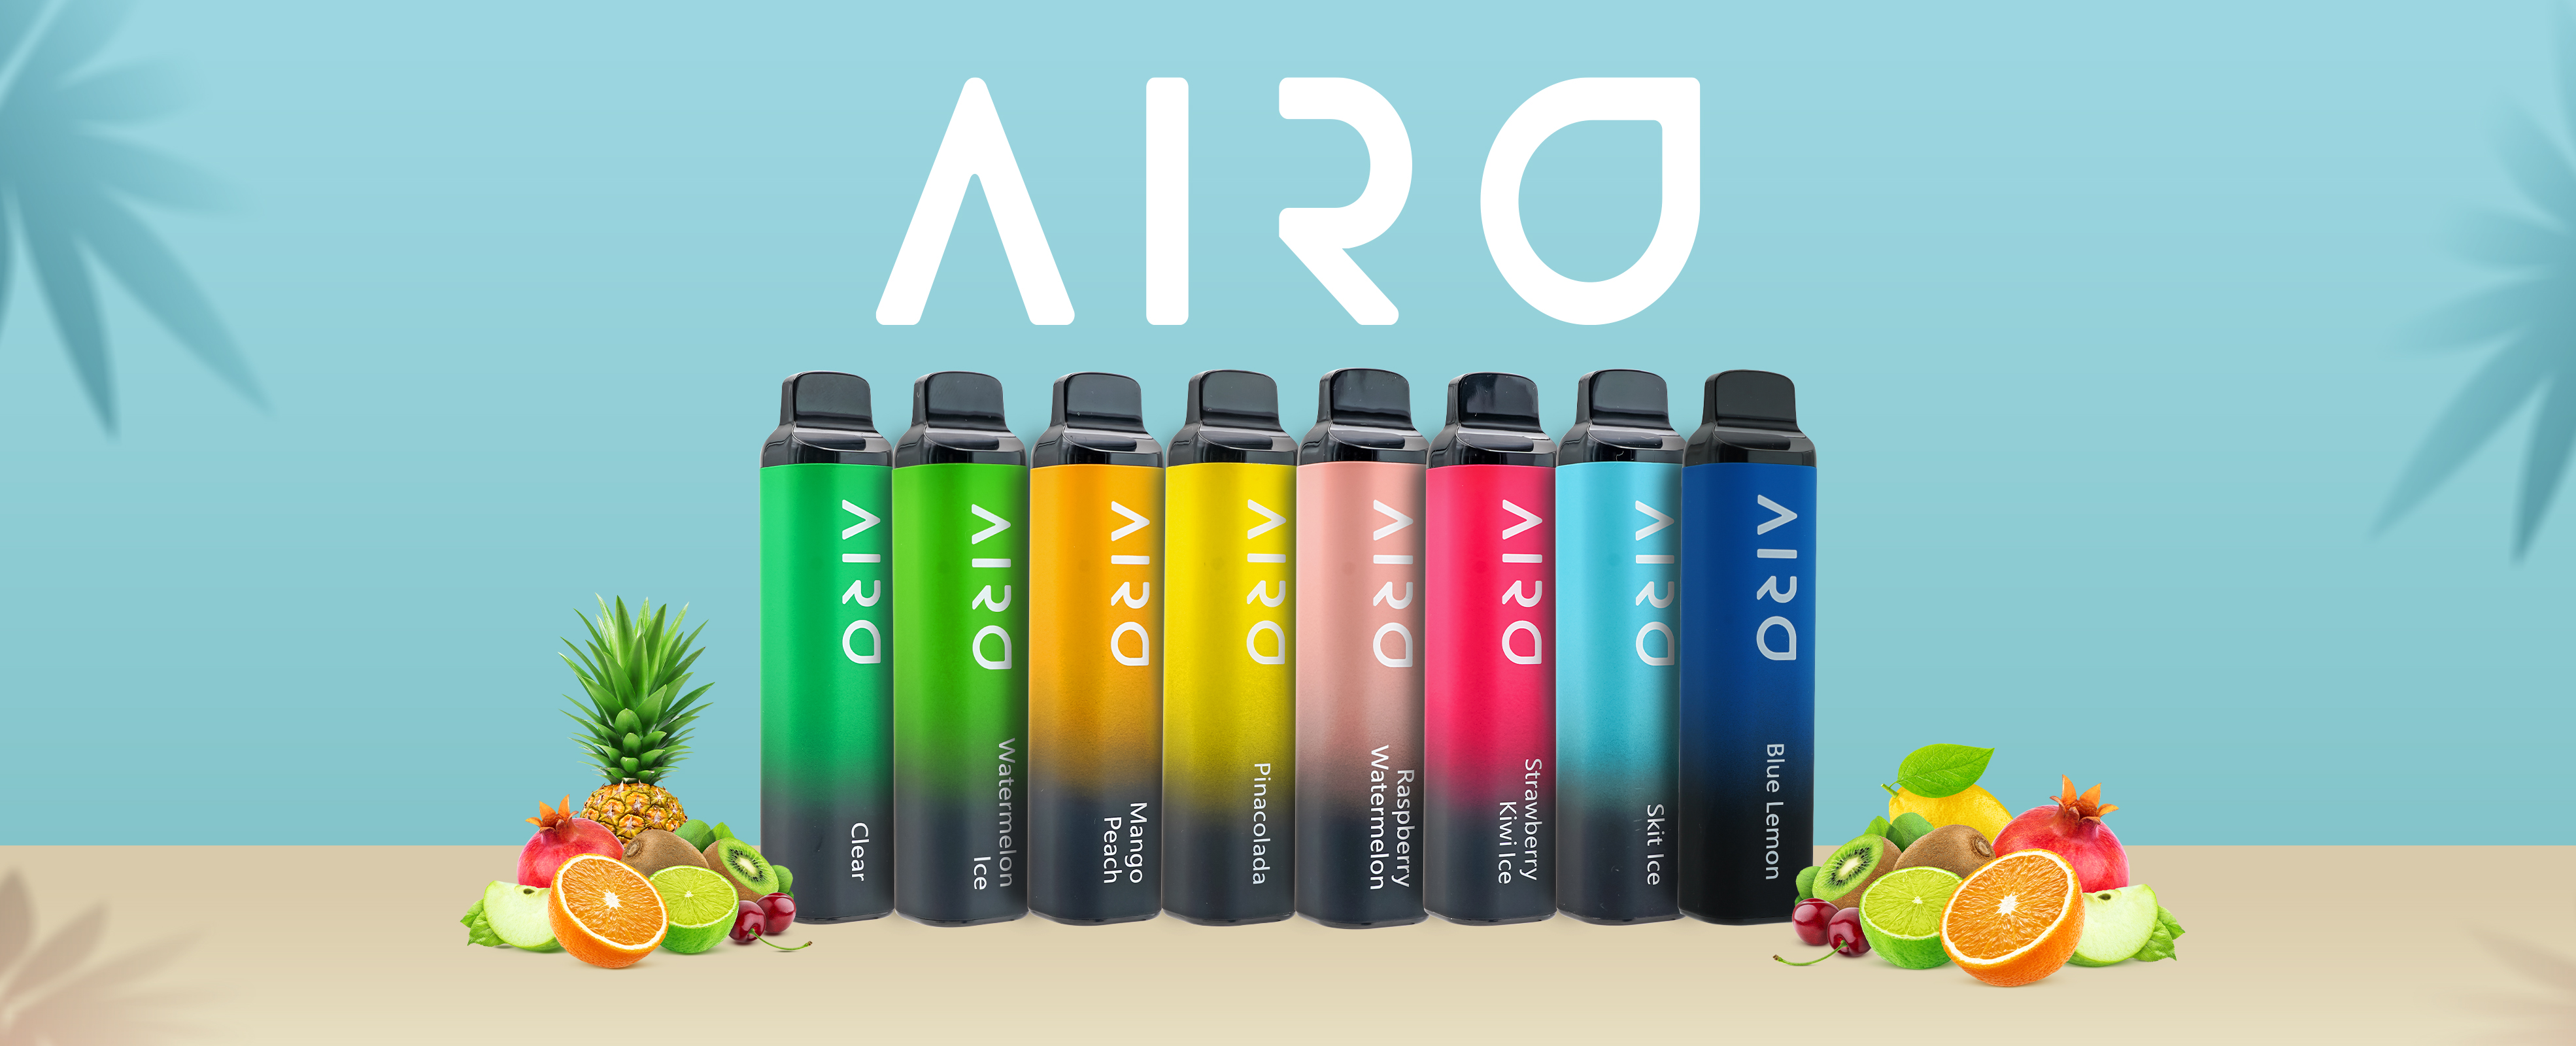 AIRO
AIRO
Clear
AIRO
Watermelon
Ice
AIRO
Mango
Peach
AIRO
Pinacolada
AIRO
Raspberry
Watermelon
AIRO
Strawberry
Kiwi Ice
AIRO
Skit Ice
AIRO
Blue Lemon